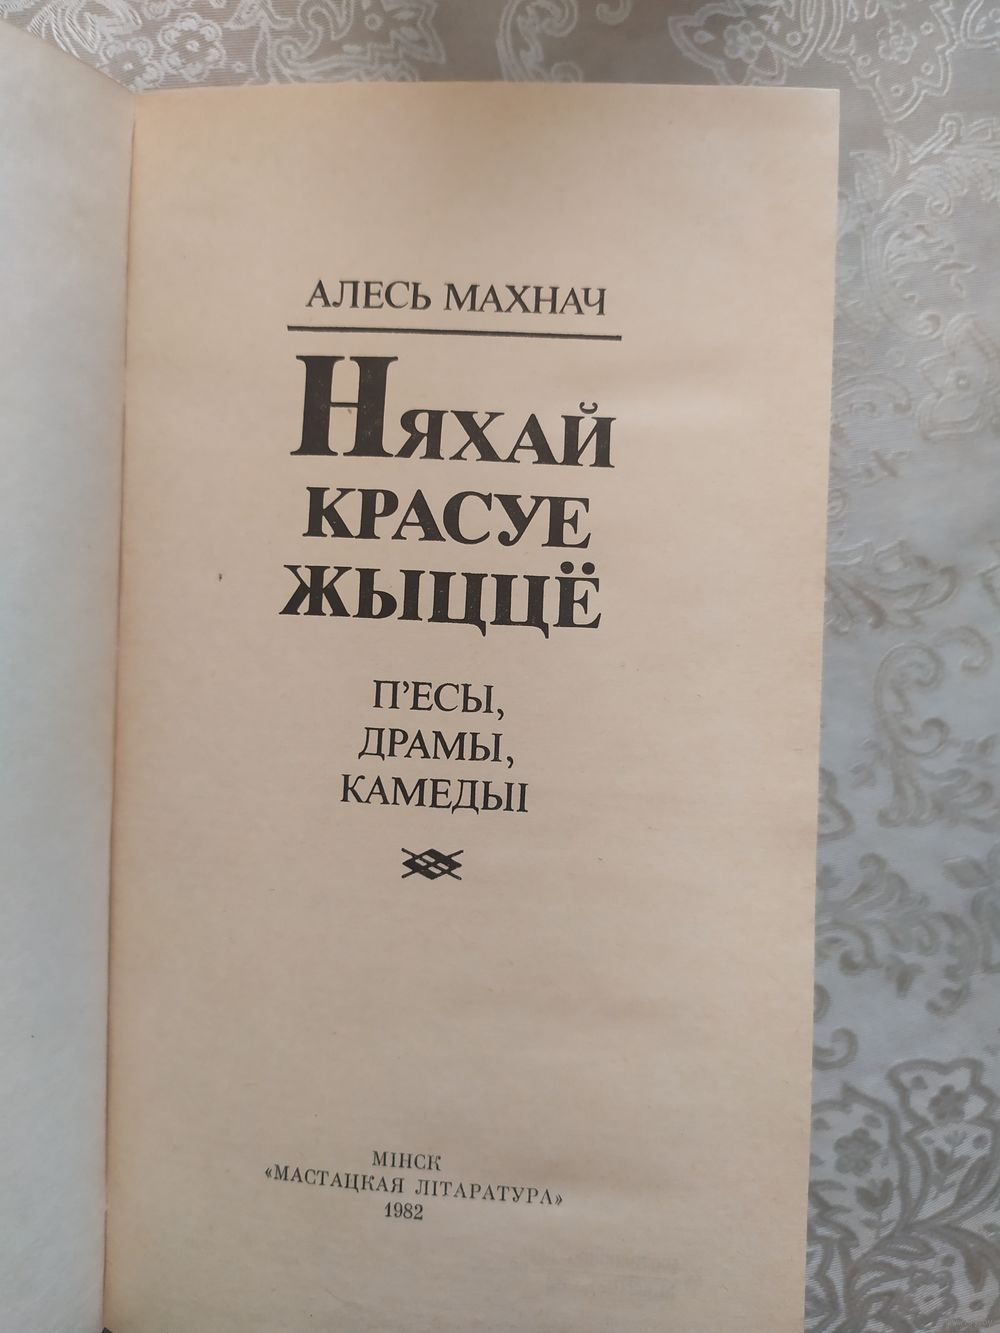 АЛЕСЬ МАХНАЧ
НЯХАЙ
КРАСУЕ
ЖЫЦЦЁ
П’ЕСЫ,
ДРАМЫ,
КАМЕДЫІ
МІНСК
«МАСТАЦКАЯ ЛІТАРАТУРА»
1982